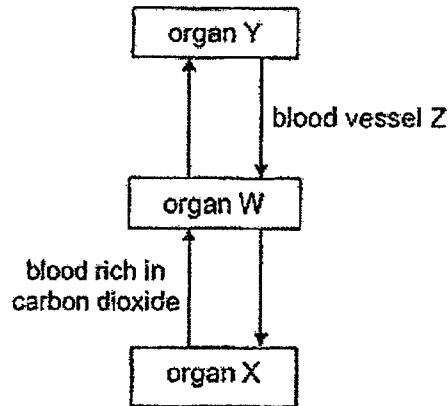 organ Y
blood vessel Z
organ W
blood rich in
carbon dioxide
organ X